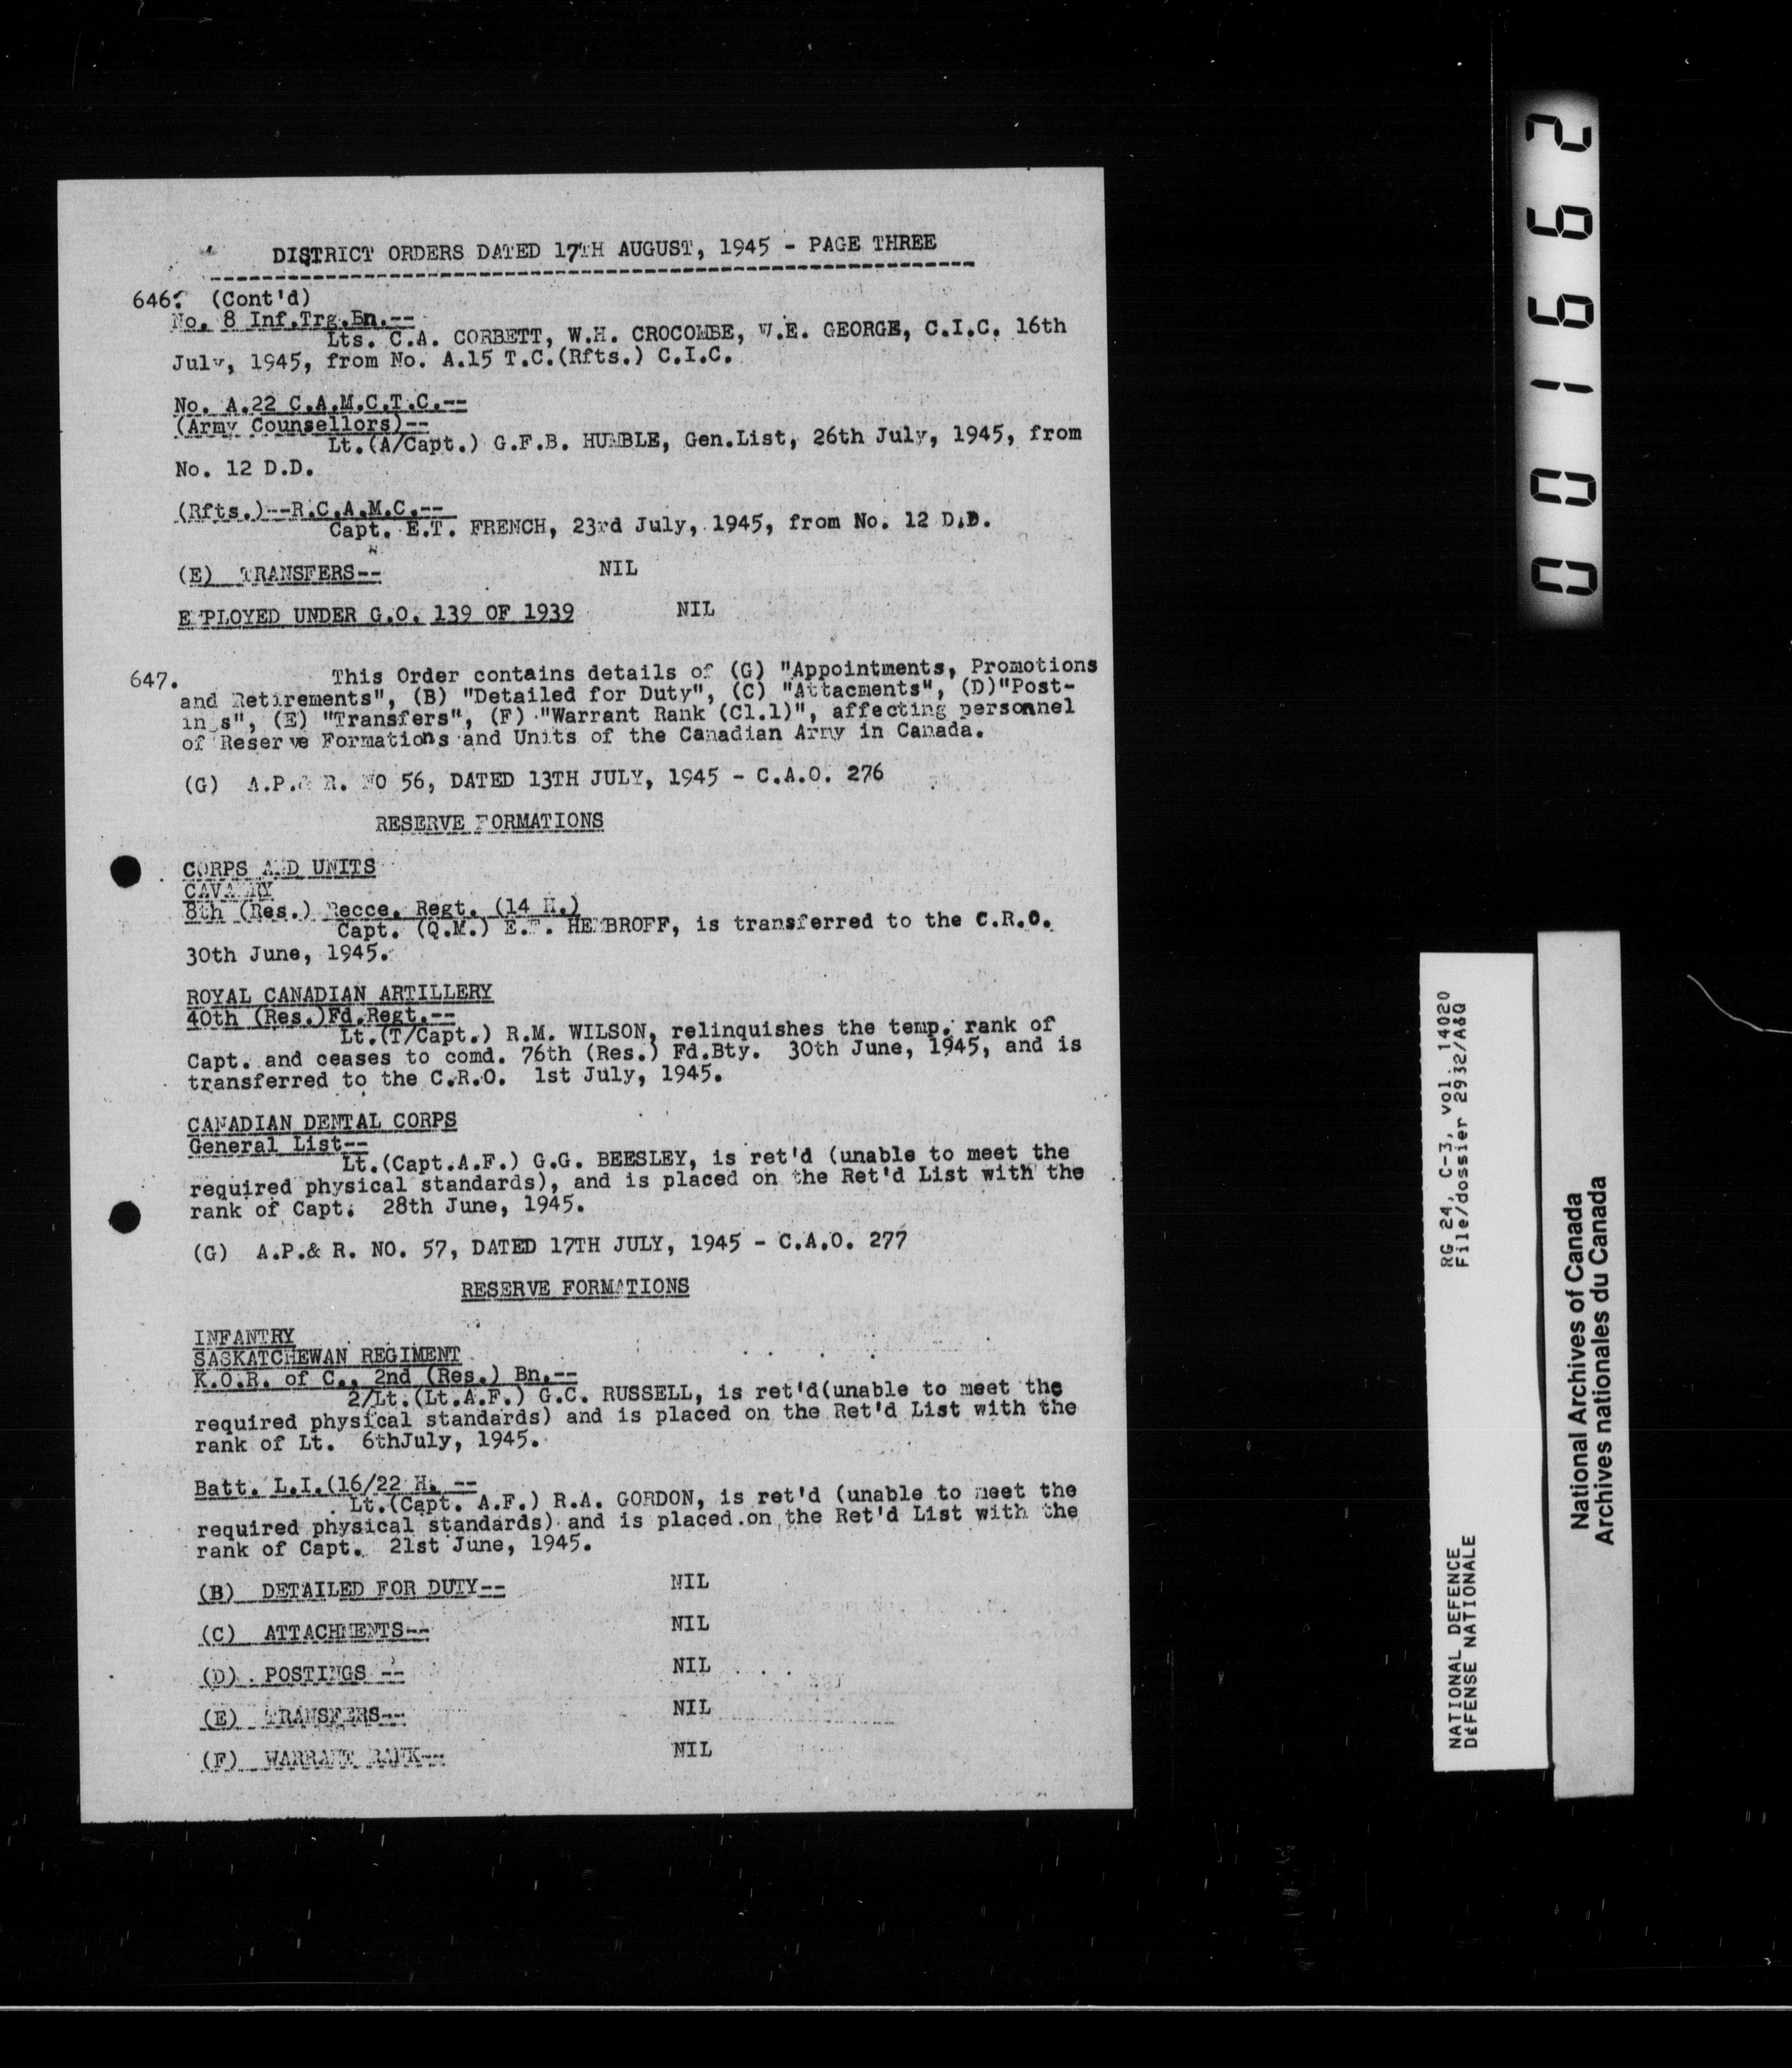 DISTRICT ORDERS DATED 17TH AUGUST, 1945 - PAGE THREE
646. (Cont'd)
No. 8 Inf.Trg.Bn.--
Lts. C.A. CORBETT, W.H. CROCOMBE, W.E. GEORGE, C.I.C. 16th
July, 1945, from No. A.15 T.C.(Rfts.) C.I.C.
No. A.22 C.A.M.C.T.C.--
(Army Counsellors)--
Lt.(A/Capt.) G.F.B. HUMBLE, Gen.List, 26th July, 1945, from
No. 12 D.D.
(Rfts.)--R.C.A.M.C.--
Capt. E.T. FRENCH, 23rd July, 1945, from No. 12 D.D.
(E) TRANSFERS-- NIL
E PLOYED UNDER G.O. 139 OF 1939 NIL
647. This Order contains details of (G) "Appointments, Promotions
and Retirements", (B) "Detailed for Duty", (C) "Attacments", (D)"Post-
in s", (E) "Transfers", (F) "Warrant Rank (Cl.1)", affecting personnel
of Reserve Formations and Units of the Canadian Army in Canada.
(G) A.P.& R. NO 56, DATED 13TH JULY, 1945 - C.A.O. 276
RESERVE FORMATIONS
CORPS AND UNITS
CAVALRY
8th (Res.) Recce. Regt. (14 H.)
Capt. (Q.M.) is transferred to the C.R.O.
30th June, 1945.
ROYAL CANADIAN ARTILLERY
40th (Res.)Fd.Regt.--
Lt.(T/Capt.) R.M. WILSON, relinquishes the temp. rank of
Capt. and ceases to comd. 76th (Res.) Fd.Bty. 30th June, 1945, and is
transferred to the C.R.O. 1st July, 1945.
CANADIAN DENTAL CORPS
General List--
Lt.(Capt.A.F.) G.G. BEESLEY, is ret'd (unable to meet the
required physical standards), and is placed on the Ret'd List with the
rank of Capt. 28th June, 1945.
(G) A.P.& R. NO. 57, DATED 17TH JULY, 1945 - C.A.O. 277
RESERVE FORMATIONS
INFANTRY
SASKATCHEWAN REGIMENT
K.O.R. of C., 2nd (Res.) Bn.--
2/Lt.(Lt.A.F.) G.C. RUSSELL, is ret'd(unable to meet the
required physical standards) and is placed on the Ret'd List with the
rank of Lt. 6thJuly, 1945.
Batt. L.I.(16/22 H. --
Lt.(Capt. A.F.) R.A. GORDON, is ret'd (unable to meet the
required physical standards) and is placed on the Ret'd List with the
rank of Capt. 21st June, 1945.
(B) DETAILED FOR DUTY-- NIL
(C) ATTACHMENTS-- NIL
(D) POSTINGS -- NIL
(E) TRANSFERS-- NIL
(F) WARRANT RANK-- NIL
001662
RG 24, C-3, vol. 14020
File/dossier 2932/A&Q
NATIONAL DEFENCE
DÉFENSE NATIONALE
National Archives of Canada
Archives nationales du Canada